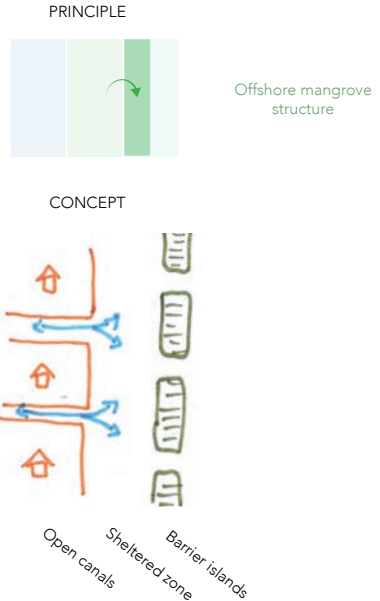 PRINCIPLE
Offshore mangrove
structure
CONCEPT
Open canals
Sheltered zone
Barrier islands